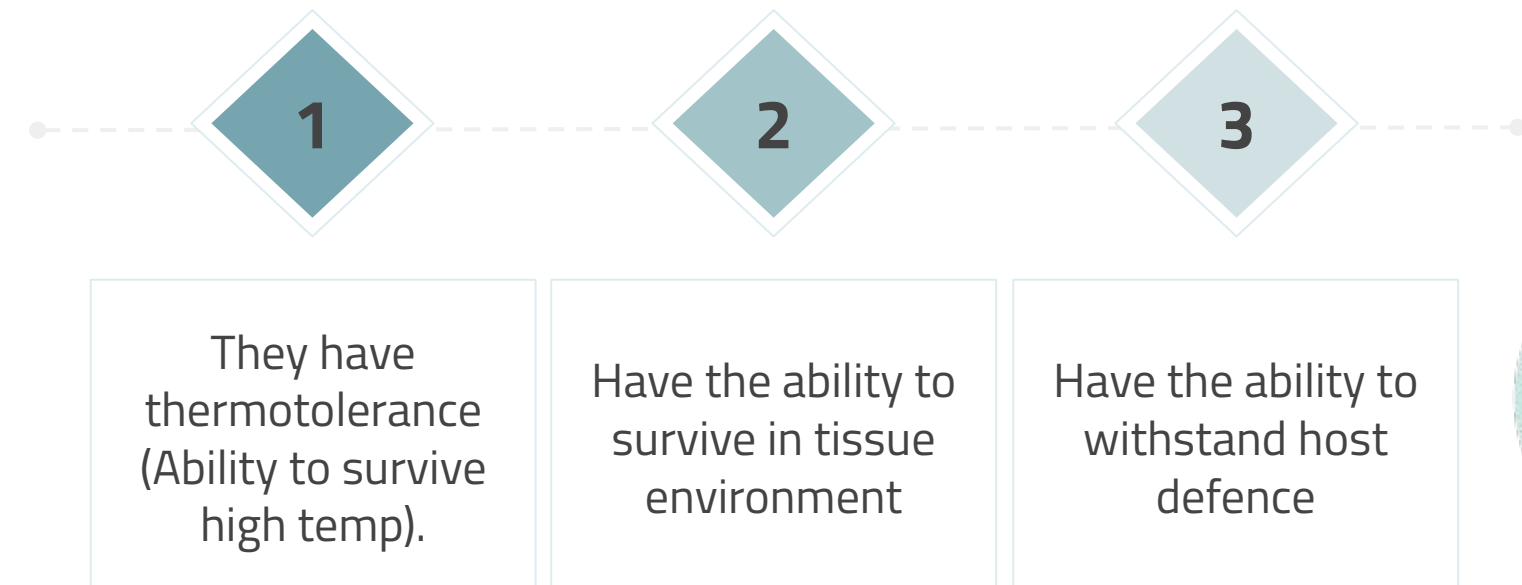 1
2
3
They have
thermotolerance
(Ability to survive
high temp).
Have the ability to
survive in tissue
environment
Have the ability to
withstand host
defence